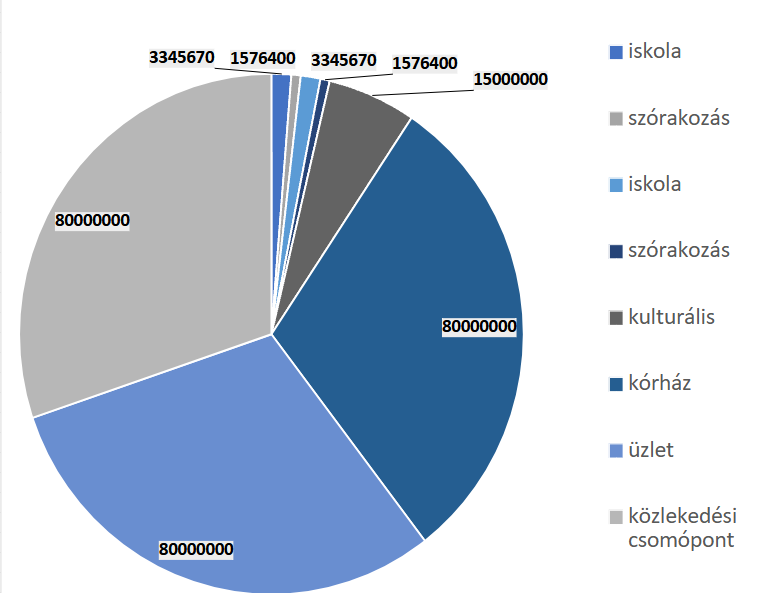 3345670
1576400
3345670
1576400
15000000
80000000
80000000
80000000
iskola
szórakozás
iskola
szórakozás
kulturális
kórház
üzlet
közlekedési
csomópont